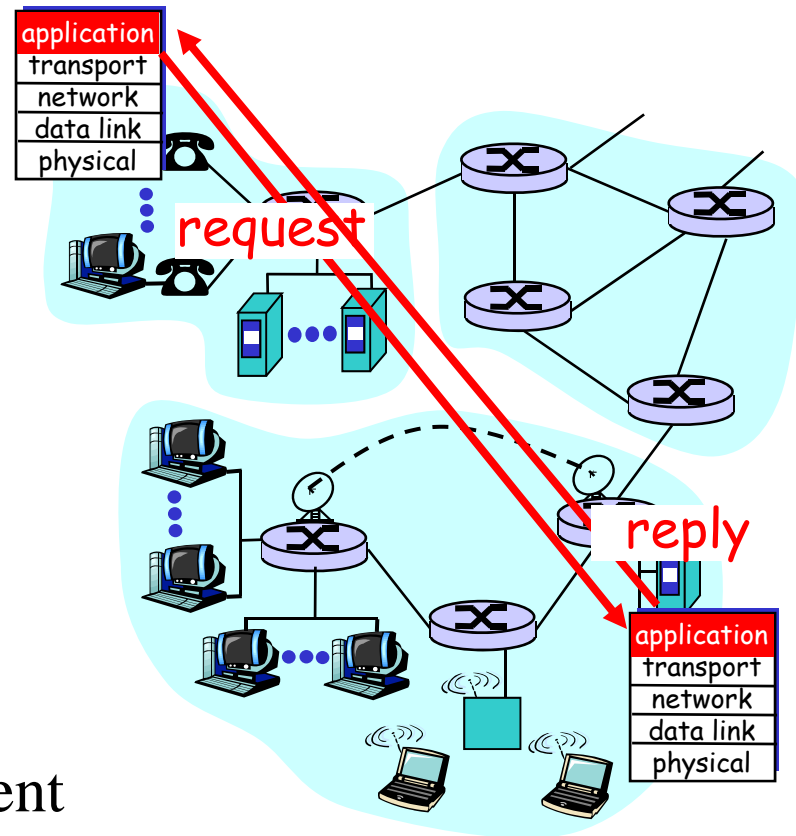 application
transport
network
data link
physical
request
reply
application
transport
network
data link
physical
ent